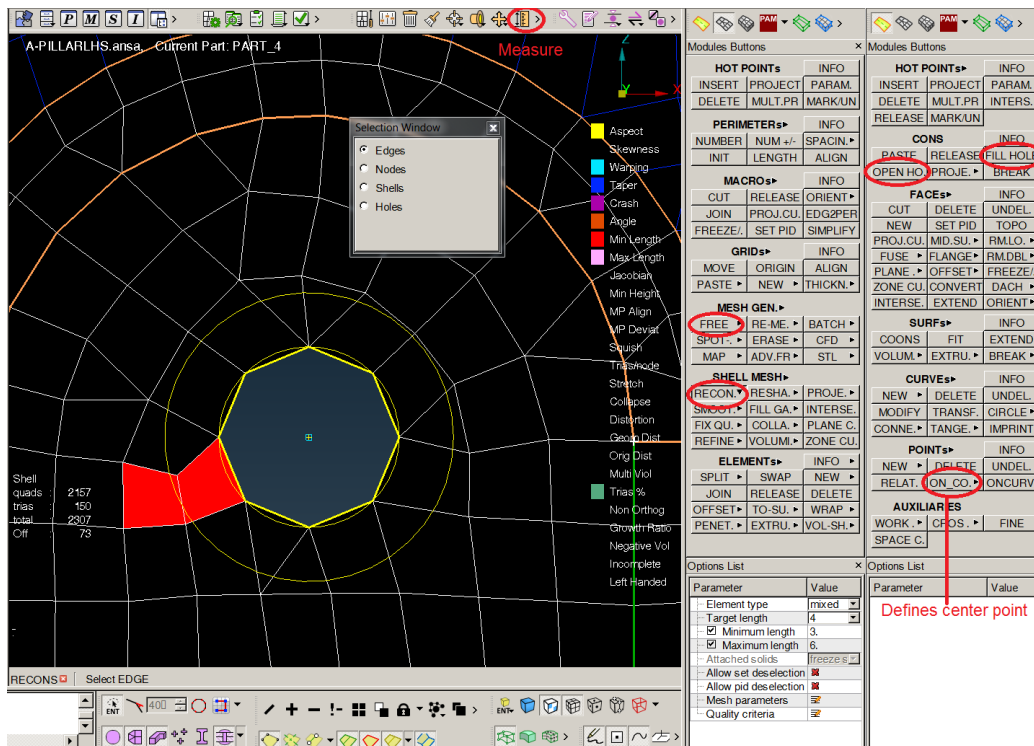 P M S I
PAM
PAM
Measure
A-PILLARLHS.ansa, Current Part: PART_4
Z
X
Y
Selection Window
Edges
Nodes
Shells
Holes
Aspect
Skewness
Warping
Taper
Crash
Angle
Min Length
Max Length
Jacobian
Min Height
MP Align
MP Deviat
Squish
Trias/node
Stretch
Collapse
Distortion
Geom Dist
Orig Dist
Multi Viol
Trias %
Non Orthog
Growth Ratio
Negative Vol
Incomplete
Left Handed
Shell
quads : 2157
trias : 150
total : 2307
Off : 73
RECONS Select EDGE
ENT 400
ENT
Modules Buttons
HOT POINTs INFO
INSERT PROJECT PARAM.
DELETE MULT.PR MARK/UN
PERIMETERs INFO
NUMBER NUM +/- SPACIN.
INIT LENGTH ALIGN
MACROs INFO
CUT RELEASE ORIENT
JOIN PROJ.CU. EDG2PER
FREEZE/. SET PID SIMPLIFY
GRIDs INFO
MOVE ORIGIN ALIGN
PASTE NEW THICKN.
MESH GEN. INFO
FREE RE-ME. BATCH
SPOT-. ERASE CFD
MAP ADV.FR STL
SHELL MESH INFO
RECON. RESHA. PROJE.
SMOOT. FILL GA. INTERSE.
FIX QU. COLLA. PLANE C.
REFINE VOLUMI. ZONE CU.
ELEMENTs INFO
SPLIT SWAP NEW
JOIN RELEASE DELETE
OFFSET TO-SU. WRAP
PENET. EXTRU. VOL-SH.
Options List
Parameter Value
Element type mixed
Target length 4
Minimum length 3.
Maximum length 6.
Attached solids freeze s
Allow set deselection
Allow pid deselection
Mesh parameters
Quality criteria
Modules Buttons
HOT POINTs INFO
INSERT PROJECT PARAM.
DELETE MULT.PR INTERS.
RELEASE MARK/UN
CONS INFO
PASTE RELEASE FILL HOLE
OPEN HO. PROJE. BREAK
FACEs INFO
CUT DELETE UNDEL.
NEW SET PID TOPO
PROJ.CU. MID.SU. RM.LO.
FUSE FLANGE RM.DBL
PLANE . OFFSET FREEZE/
ZONE CU. CONVERT DACH
INTERSE. EXTEND ORIENT
SURFs INFO
COONS FIT EXTEND
VOLUM. EXTRU. BREAK
CURVEs INFO
NEW DELETE UNDEL.
MODIFY TRANSF. CIRCLE
CONNE. TANGE. IMPRINT
POINTs INFO
NEW DELETE UNDEL.
RELAT. ON_CO. ONCURV
AUXILIARIES
WORK . CROS . FINE
SPACE C.
Options List
Parameter Value
Defines center point